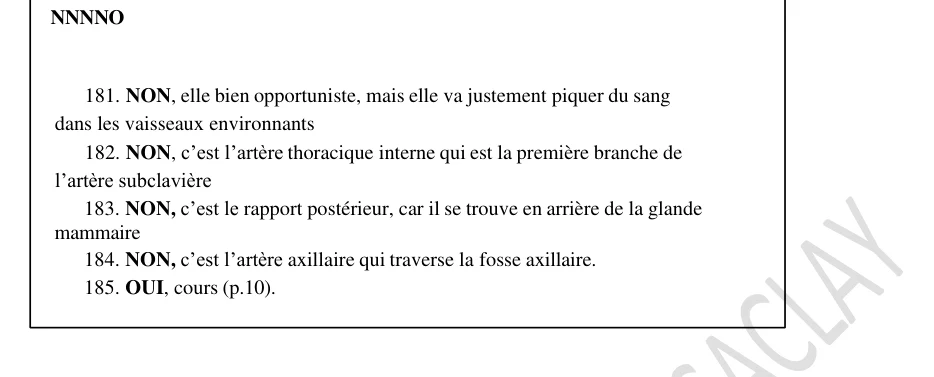 NNNNO
181. NON, elle bien opportuniste, mais elle va justement piquer du sang
dans les vaisseaux environnants
182. NON, c’est l’artère thoracique interne qui est la première branche de
l’artère subclavière
183. NON, c’est le rapport postérieur, car il se trouve en arrière de la glande
mammaire
184. NON, c’est l’artère axillaire qui traverse la fosse axillaire.
185. OUI, cours (p.10).
SACLAY